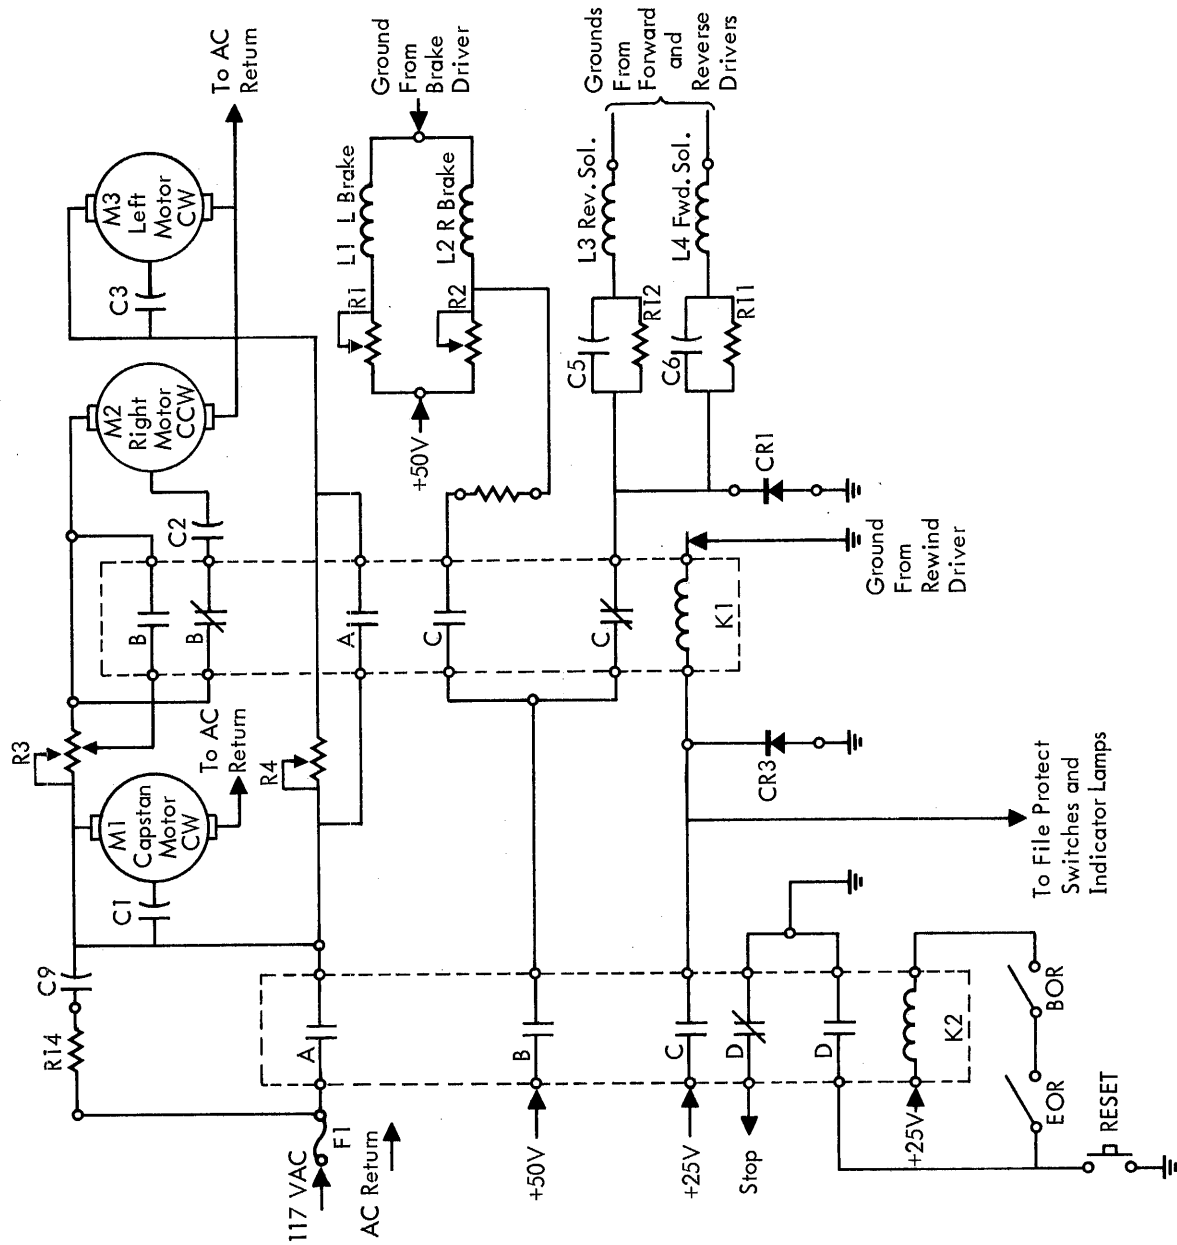 To AC
Return
M3
Left
Motor
CW
C3
M2
Right
Motor
CCW
C2
B
B
A
C
C
K1
R3
R4
M1
Capstan
Motor
CW
To AC
Return
C1
C9
R14
A
B
C
D
D
K2
F1
117 VAC
AC Return
+50V
+25V
Stop
+25V
EOR
BOR
RESET
Ground
From
Brake
Driver
L1 L Brake
R1
L2 R Brake
R2
+50V
Grounds
From
Forward
and
Reverse
Drivers
L3 Rev. Sol.
C5
R12
L4 Fwd. Sol.
C6
R11
CR1
Ground
From
Rewind
Driver
CR3
To File Protect
Switches and
Indicator Lamps